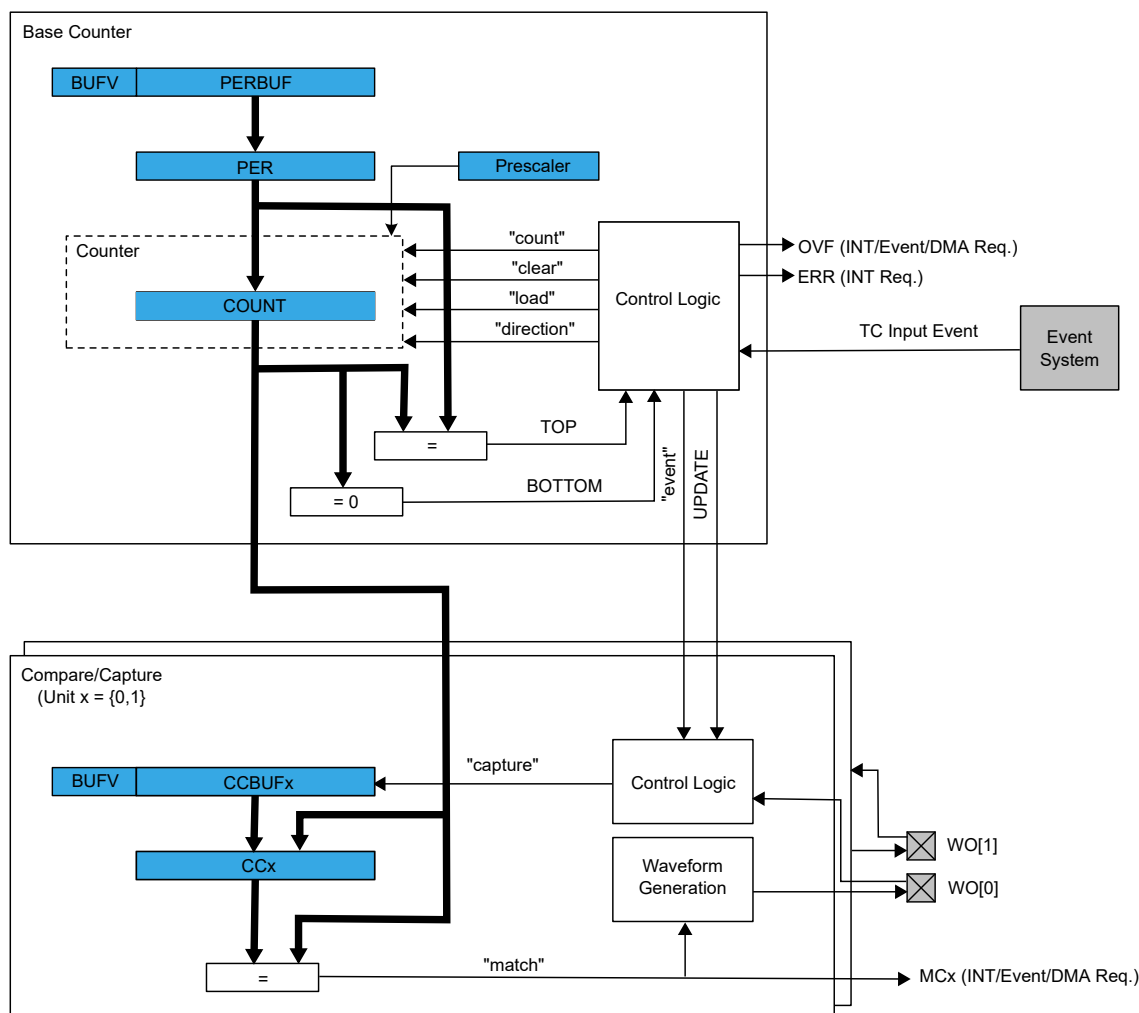 Base Counter
BUFV
PERBUF
PER
Prescaler
Counter
COUNT
"count"
"clear"
"load"
"direction"
Control Logic
OVF (INT/Event/DMA Req.)
ERR (INT Req.)
TC Input Event
Event
System
=
TOP
= 0
BOTTOM
"event"
UPDATE
Compare/Capture
(Unit x = {0,1}
BUFV
CCBUFx
"capture"
Control Logic
CCx
Waveform
Generation
WO[1]
WO[0]
=
"match"
MCx (INT/Event/DMA Req.)